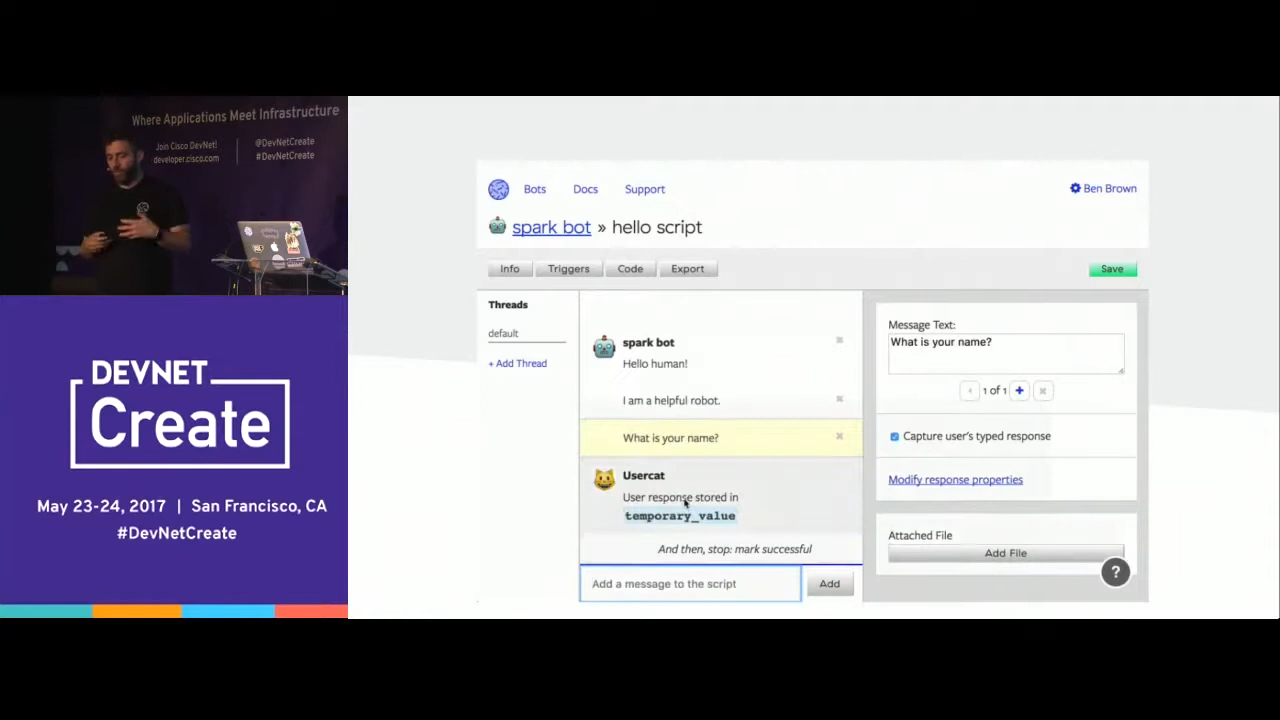 Where Applications Meet Infrastructure
Join Cisco DevNet!
developer.cisco.com
@DevNetCreate
#DevNetCreate
DEVNET
Create
May 23-24, 2017 | San Francisco, CA
#DevNetCreate
Bots Docs Support
Ben Brown
spark bot » hello script
Info Triggers Code Export
Save
Threads
default
+ Add Thread
spark bot
Hello human!
I am a helpful robot.
What is your name?
Usercat
User response stored in
temporary_value
And then, stop: mark successful
Add a message to the script
Add
Message Text:
What is your name?
1 of 1 +
Capture user's typed response
Modify response properties
Attached File
Add File
?